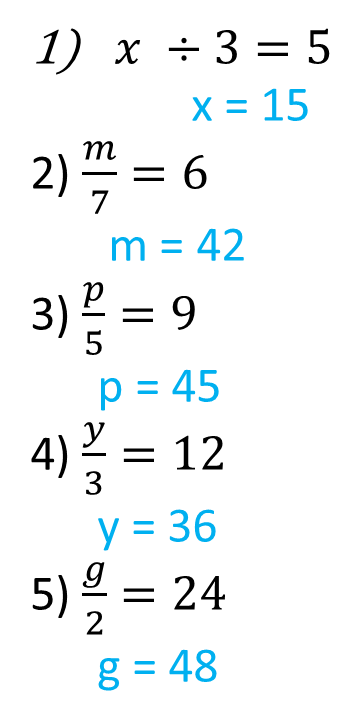 1) x ÷ 3 = 5
x = 15
2) m/7 = 6
m = 42
3) p/5 = 9
p = 45
4) y/3 = 12
y = 36
5) g/2 = 24
g = 48